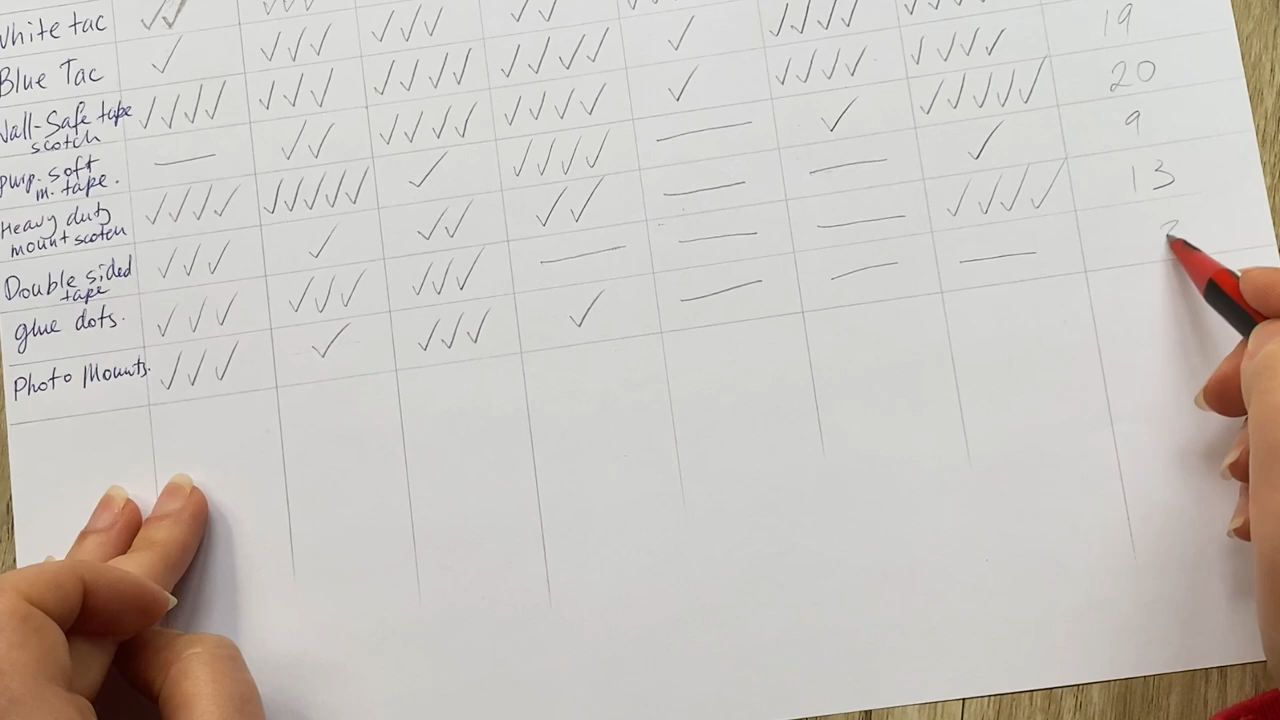 White tac
19
Blue Tac
20
Wall-Safe tape
scotch
9
purp. soft
m. tape.
13
Heavy duty
mount scotch
Double sided
tape
glue dots.
Photo Mounts.